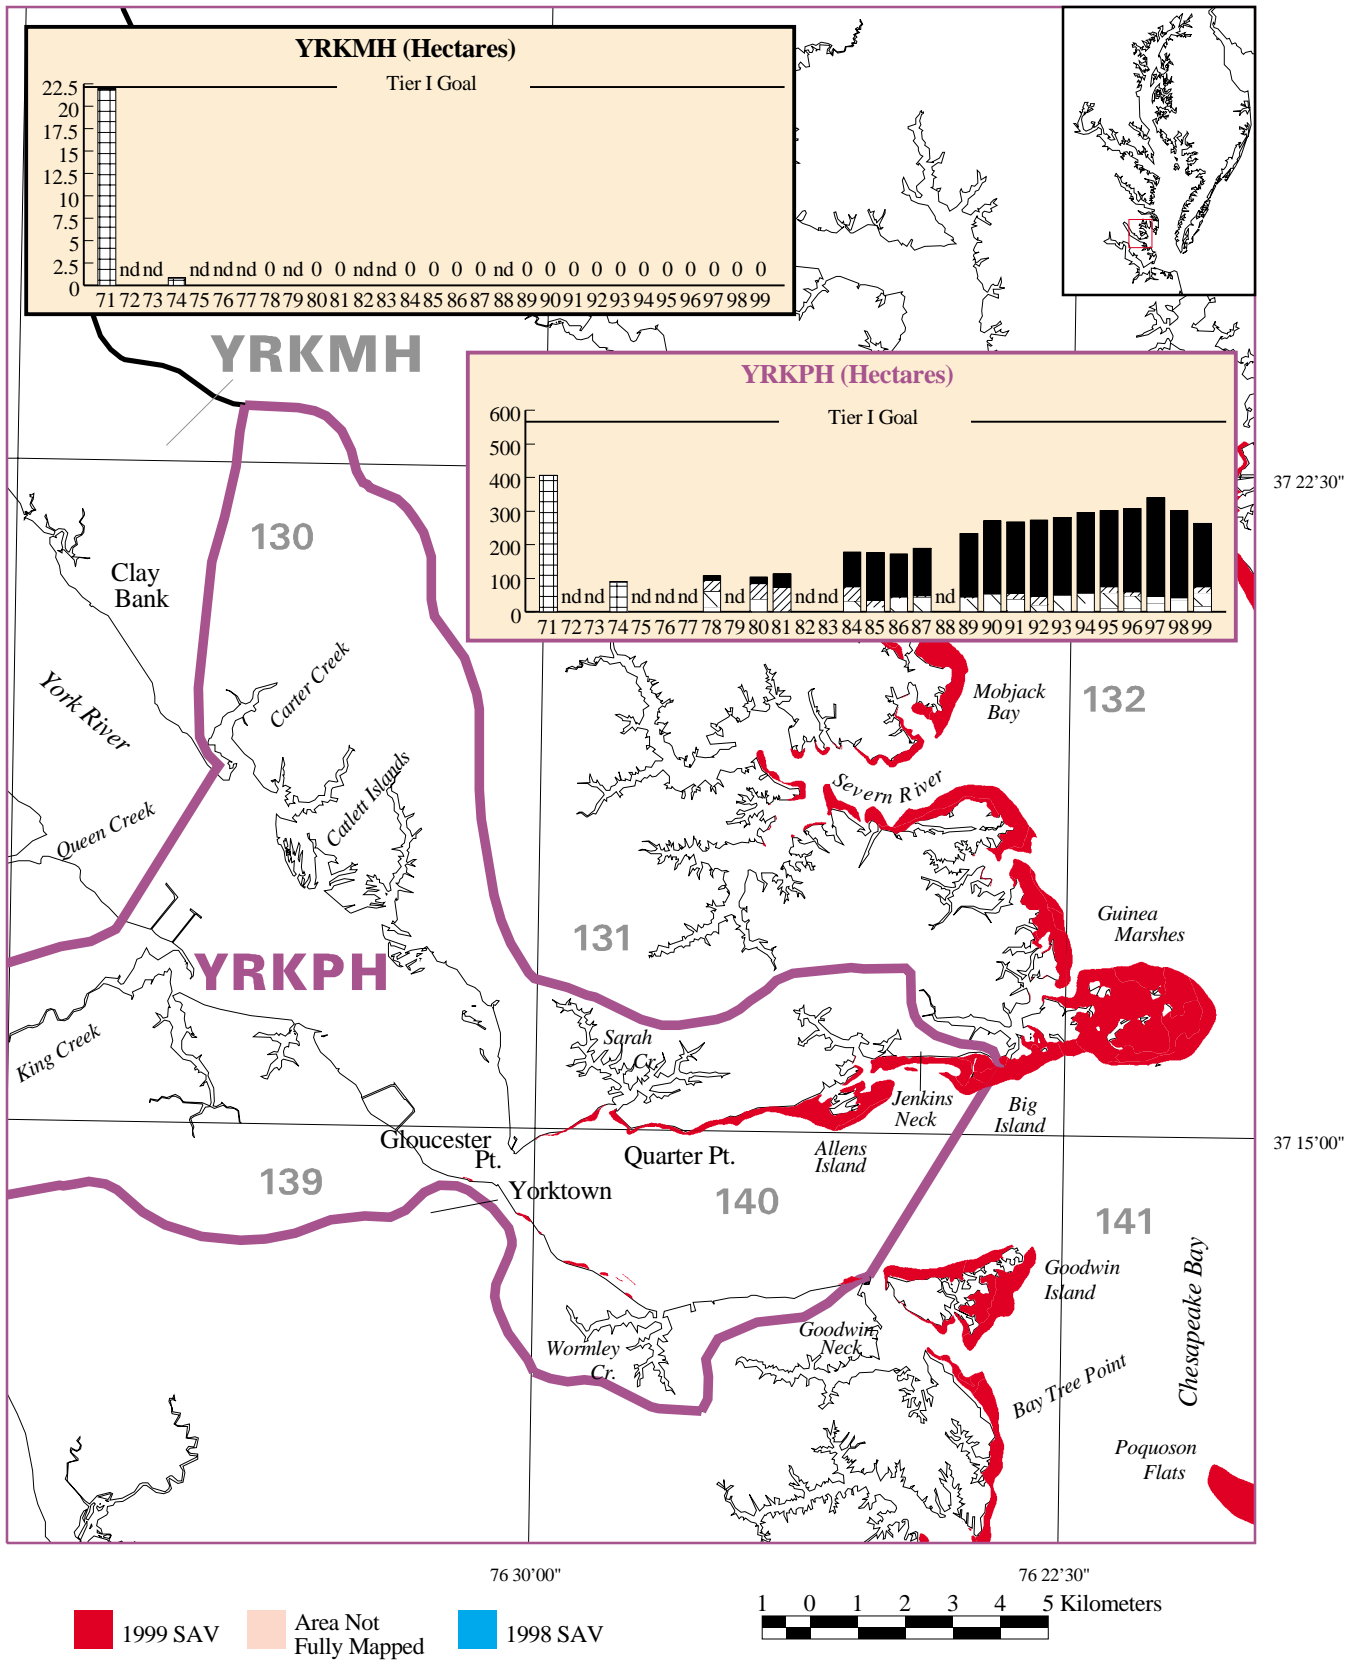 YRKMH (Hectares)
Tier I Goal
22.5
20
17.5
15
12.5
10
7.5
5
2.5
0
nd nd nd nd nd 0 nd 0 0 nd nd 0 0 0 0 nd 0 0 0 0 0 0 0 0 0 0 0
71 72 73 74 75 76 77 78 79 80 81 82 83 84 85 86 87 88 89 90 91 92 93 94 95 96 97 98 99
YRKMH
YRKPH (Hectares)
Tier I Goal
600
500
400
300
200
100
0
nd nd nd nd nd nd nd nd nd
71 72 73 74 75 76 77 78 79 80 81 82 83 84 85 86 87 88 89 90 91 92 93 94 95 96 97 98 99
37 22'30"
130
Clay
Bank
York River
Carter Creek
Catlett Islands
Queen Creek
Mobjack
Bay
132
Severn River
131
Guinea
Marshes
YRKPH
King Creek
Sarah
Cr.
Jenkins
Neck
Big
Island
Gloucester
Pt.
Quarter Pt.
Allens
Island
37 15'00"
139
Yorktown
140
141
Goodwin
Island
Chesapeake Bay
Goodwin
Neck
Wormley
Cr.
Bay Tree Point
Poquoson
Flats
76 30'00"
76 22'30"
1999 SAV
Area Not
Fully Mapped
1998 SAV
1 0 1 2 3 4 5 Kilometers